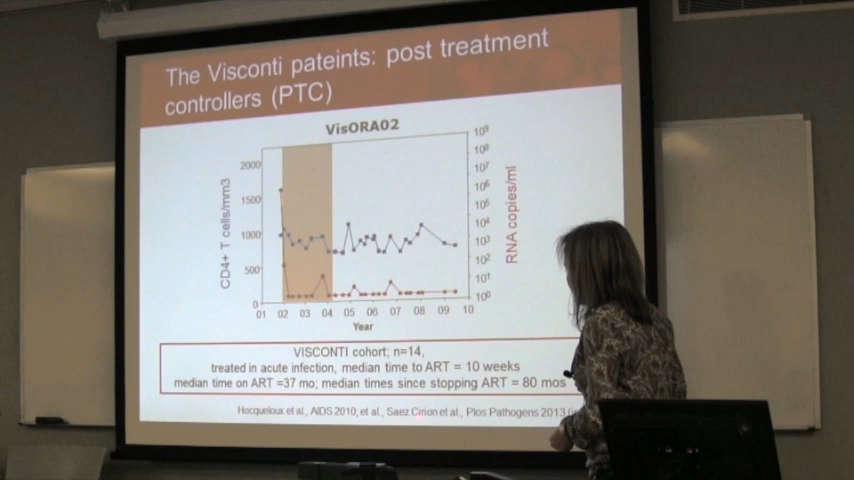 The Visconti pateints: post treatment
controllers (PTC)
VisORA02
2000
1500
1000
500
0
CD4+ T cells/mm3
10⁹
10⁸
10⁷
10⁶
10⁵
10⁴
10³
10²
10¹
10⁰
RNA copies/ml
01 02 03 04 05 06 07 08 09 10
Year
VISCONTI cohort; n=14,
treated in acute infection, median time to ART = 10 weeks
median time on ART =37 mo; median times since stopping ART = 80 mos
Hocqueloux et al., AIDS 2010, et al., Saez Cirion et al., Plos Pathogens 2013